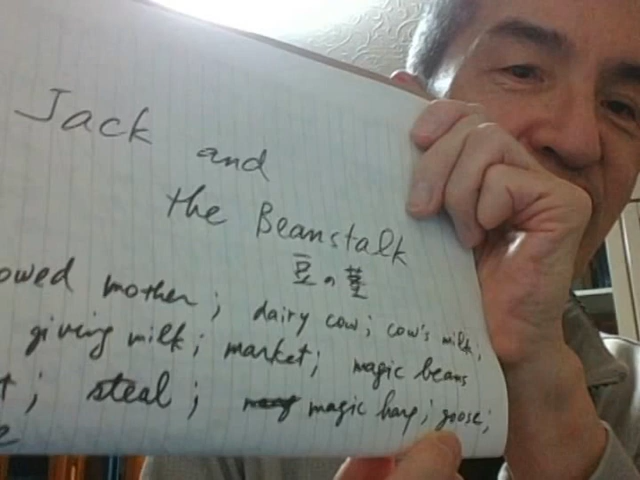 Jack and
the Beanstalk
豆の茎
owed mother; dairy cow; cow's milk;
giving milk; market; magic beans
t; steal; magic harp; goose;